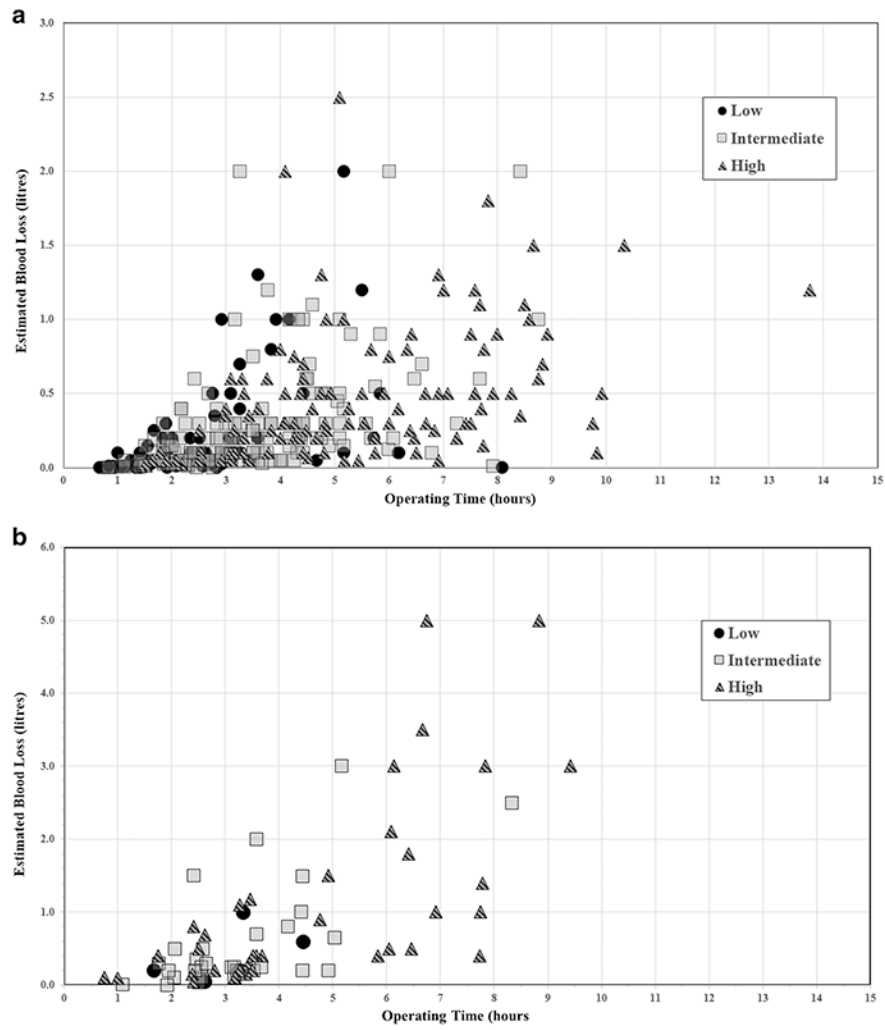 a
3.0
2.5
2.0
1.5
1.0
0.5
0.0
Estimated Blood Loss (litres)
Low
Intermediate
High
0 1 2 3 4 5 6 7 8 9 10 11 12 13 14 15
Operating Time (hours)
b
6.0
5.0
4.0
3.0
2.0
1.0
0.0
Estimated Blood Loss (litres)
Low
Intermediate
High
0 1 2 3 4 5 6 7 8 9 10 11 12 13 14 15
Operating Time (hours